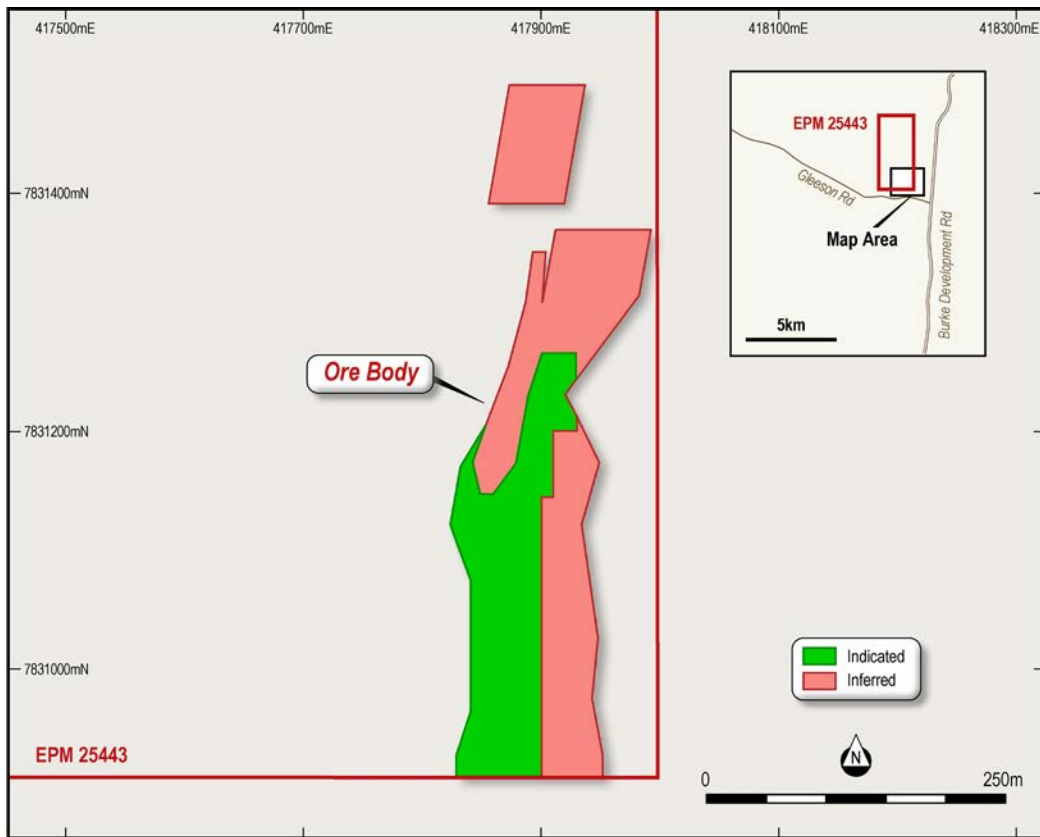 417500mE
417700mE
417900mE
418100mE
418300mE
EPM 25443
Gleeson Rd
Burke Development Rd
Map Area
5km
7831400mN
Ore Body
7831200mN
7831000mN
Indicated
Inferred
EPM 25443
N
0
250m